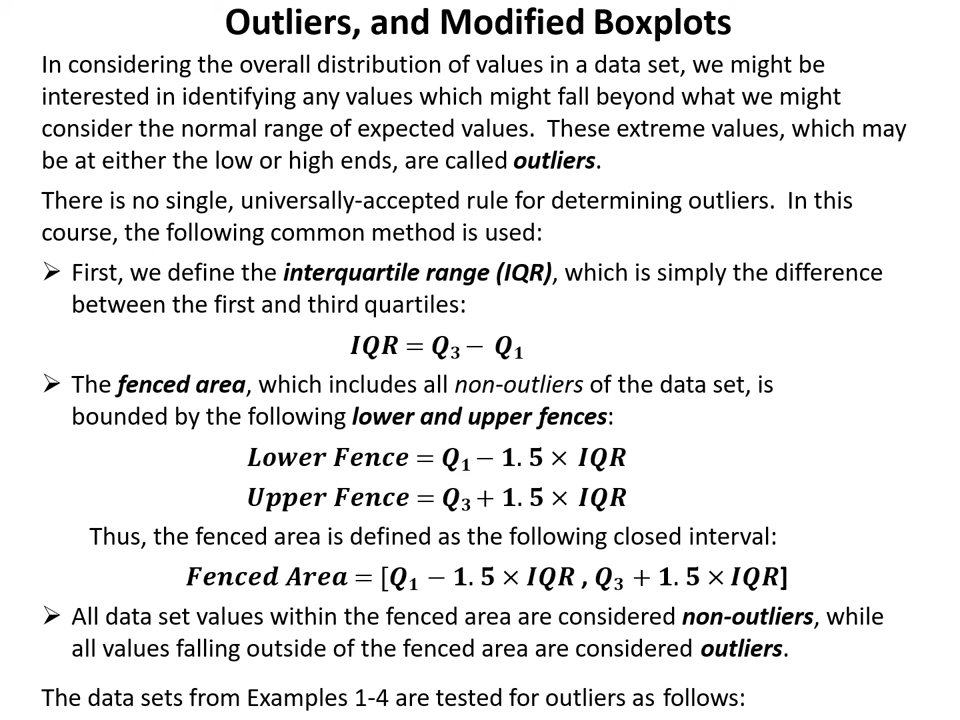 Outliers, and Modified Boxplots
In considering the overall distribution of values in a data set, we might be
interested in identifying any values which might fall beyond what we might
consider the normal range of expected values.  These extreme values, which may
be at either the low or high ends, are called outliers.
There is no single, universally-accepted rule for determining outliers.  In this
course, the following common method is used:
➢ First, we define the interquartile range (IQR), which is simply the difference
between the first and third quartiles:
IQR = Q₃ − Q₁
➢ The fenced area, which includes all non-outliers of the data set, is
bounded by the following lower and upper fences:
Lower Fence = Q₁ − 1.5 × IQR
Upper Fence = Q₃ + 1.5 × IQR
Thus, the fenced area is defined as the following closed interval:
Fenced Area = [Q₁ − 1.5 × IQR , Q₃ + 1.5 × IQR]
➢ All data set values within the fenced area are considered non-outliers, while
all values falling outside of the fenced area are considered outliers.
The data sets from Examples 1-4 are tested for outliers as follows: